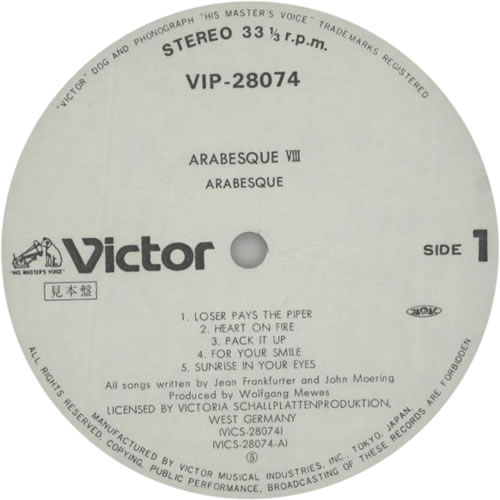 "VICTOR" DOG AND PHONOGRAPH "HIS MASTER'S VOICE" TRADEMARKS REGISTERED
STEREO 33 1/3 r.p.m.
VIP-28074
ARABESQUE VIII
ARABESQUE
"HIS MASTER'S VOICE"
Victor
SIDE 1
見本盤
JASRAC
1. LOSER PAYS THE PIPER
2. HEART ON FIRE
3. PACK IT UP
4. FOR YOUR SMILE
5. SUNRISE IN YOUR EYES
All songs written by Jean Frankfurter and John Moering
Produced by Wolfgang Mewes
LICENSED BY VICTORIA SCHALLPLATTENPRODUKTION,
WEST GERMANY
(VICS-28074)
(VICS-28074-A)
Ⓢ
ALL RIGHTS RESERVED. COPYING, PUBLIC PERFORMANCE, BROADCASTING OF THESE RECORDS ARE FORBIDDEN
MANUFACTURED BY VICTOR MUSICAL INDUSTRIES, INC., TOKYO, JAPAN.